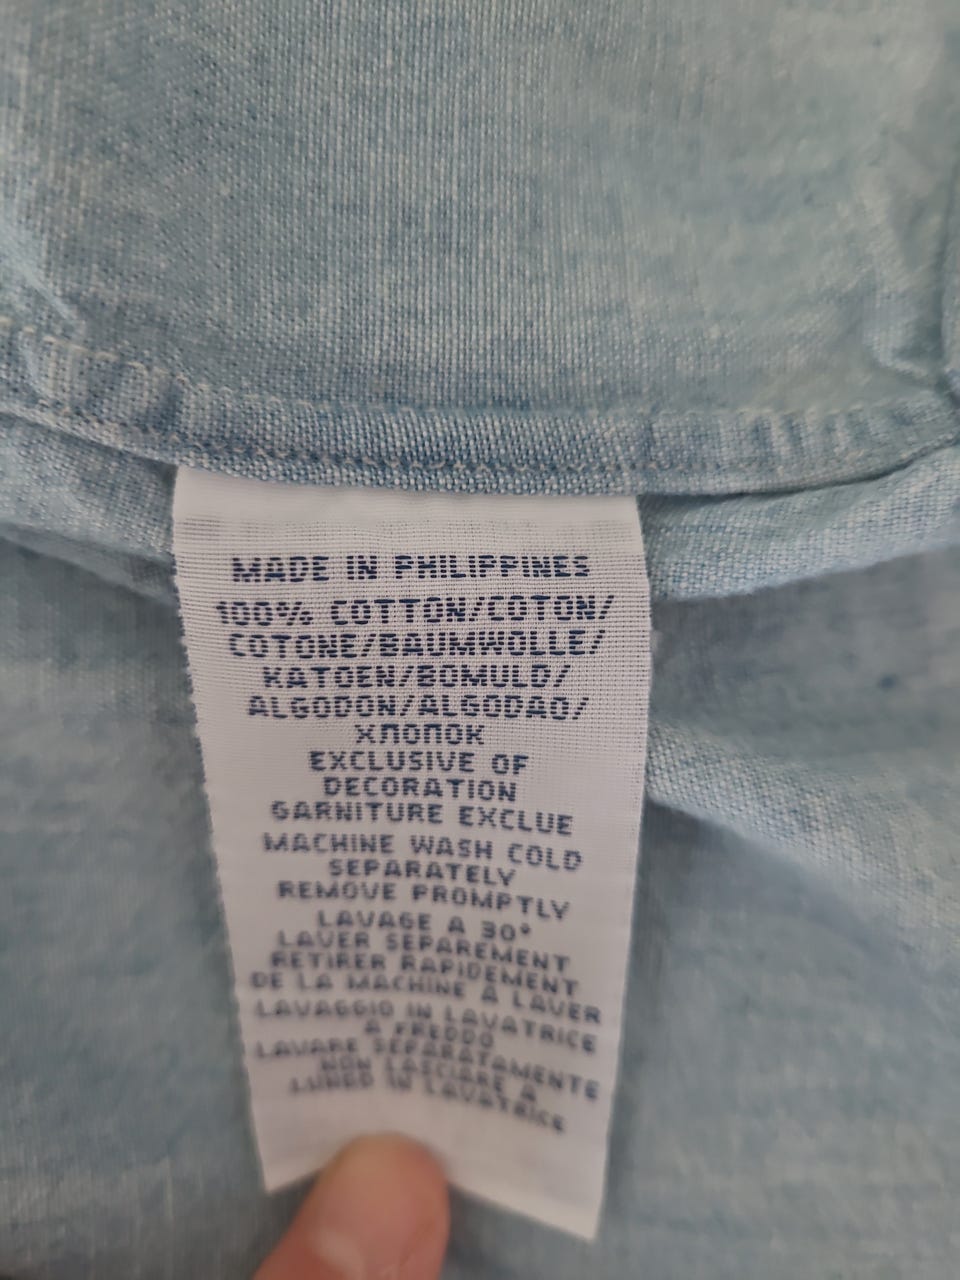 MADE IN PHILIPPINES
100% COTTON/COTON/
COTONE/BAUMWOLLE/
KATOEN/BOMULD/
ALGODON/ALGODAO/
хлопок
EXCLUSIVE OF
DECORATION
GARNITURE EXCLUE
MACHINE WASH COLD
SEPARATELY
REMOVE PROMPTLY
LAVAGE A 30°
LAVER SEPAREMENT
RETIRER RAPIDEMENT
DE LA MACHINE A LAVER
LAVAGGIO IN LAVATRICE
A FREDDO
LAVARE SEPARATAMENTE
NON LASCIARE A
LUNGO IN LAVATRICE